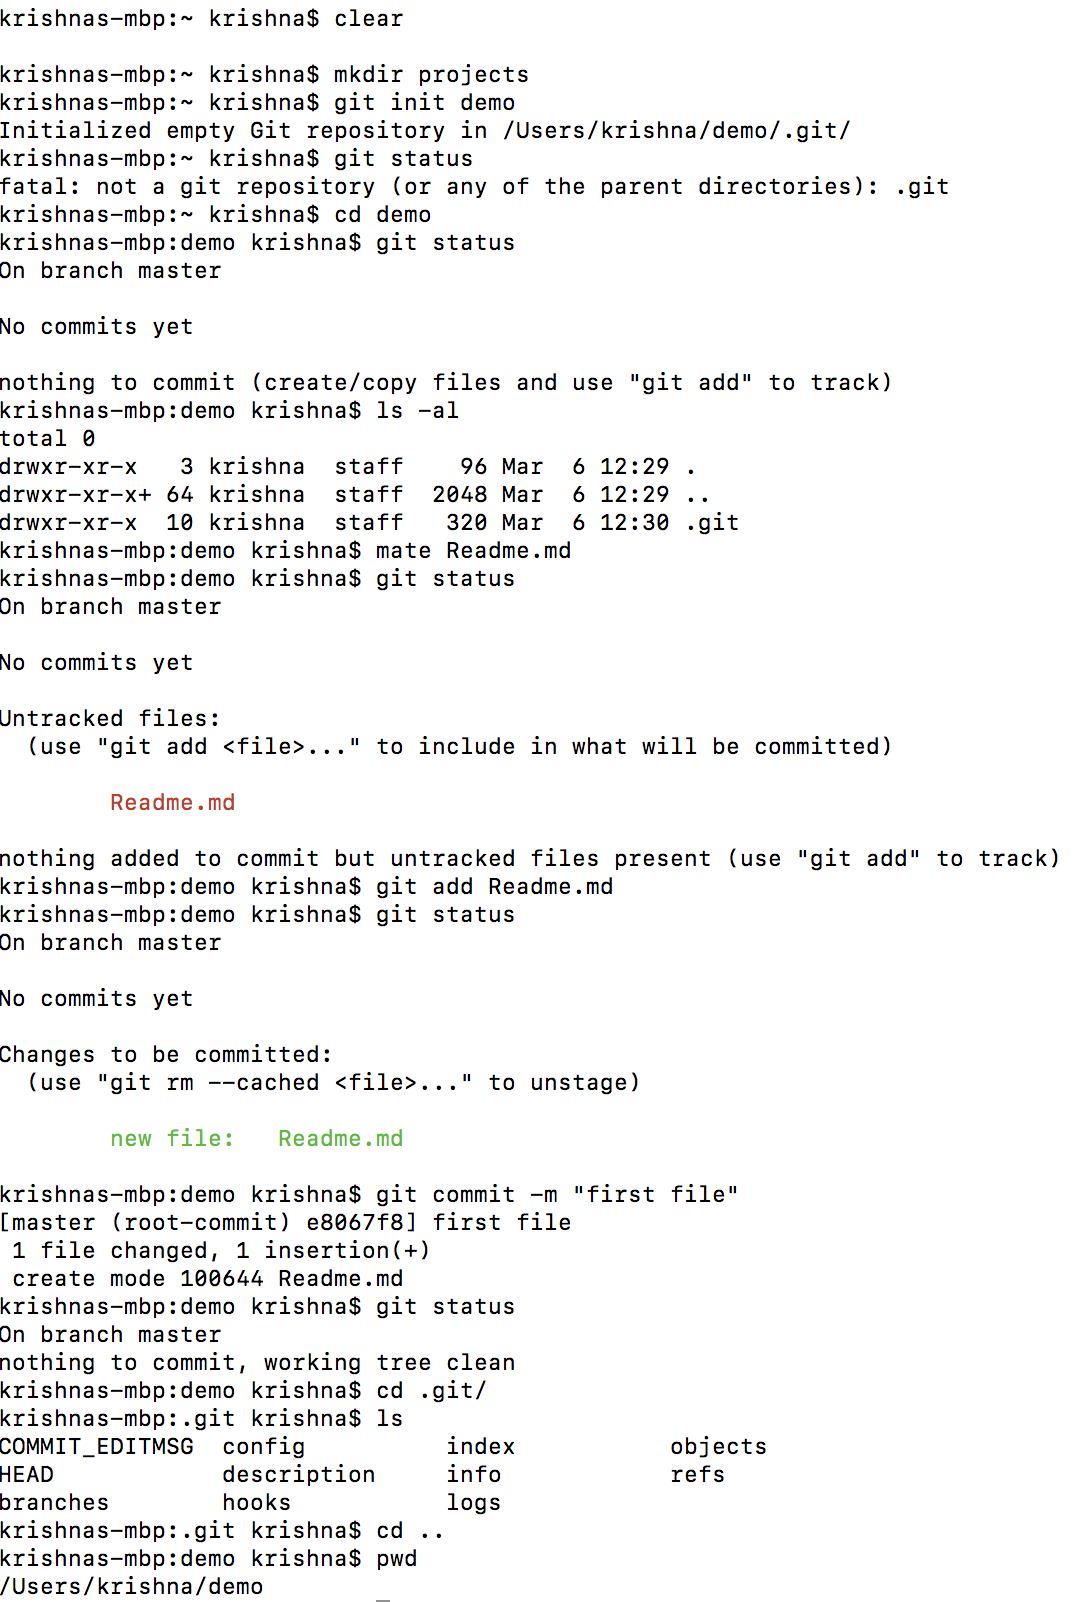 krishnas-mbp:~ krishna$ clear
krishnas-mbp:~ krishna$ mkdir projects
krishnas-mbp:~ krishna$ git init demo
Initialized empty Git repository in /Users/krishna/demo/.git/
krishnas-mbp:~ krishna$ git status
fatal: not a git repository (or any of the parent directories): .git
krishnas-mbp:~ krishna$ cd demo
krishnas-mbp:demo krishna$ git status
On branch master
No commits yet
nothing to commit (create/copy files and use "git add" to track)
krishnas-mbp:demo krishna$ ls -al
total 0
drwxr-xr-x   3 krishna  staff    96 Mar  6 12:29 .
drwxr-xr-x+ 64 krishna  staff  2048 Mar  6 12:29 ..
drwxr-xr-x  10 krishna  staff   320 Mar  6 12:30 .git
krishnas-mbp:demo krishna$ mate Readme.md
krishnas-mbp:demo krishna$ git status
On branch master
No commits yet
Untracked files:
  (use "git add <file>..." to include in what will be committed)
        Readme.md
nothing added to commit but untracked files present (use "git add" to track)
krishnas-mbp:demo krishna$ git add Readme.md
krishnas-mbp:demo krishna$ git status
On branch master
No commits yet
Changes to be committed:
  (use "git rm --cached <file>..." to unstage)
        new file:   Readme.md
krishnas-mbp:demo krishna$ git commit -m "first file"
[master (root-commit) e8067f8] first file
 1 file changed, 1 insertion(+)
 create mode 100644 Readme.md
krishnas-mbp:demo krishna$ git status
On branch master
nothing to commit, working tree clean
krishnas-mbp:demo krishna$ cd .git/
krishnas-mbp:.git krishna$ ls
COMMIT_EDITMSG  config          index           objects
HEAD            description     info            refs
branches        hooks           logs
krishnas-mbp:.git krishna$ cd ..
krishnas-mbp:demo krishna$ pwd
/Users/krishna/demo